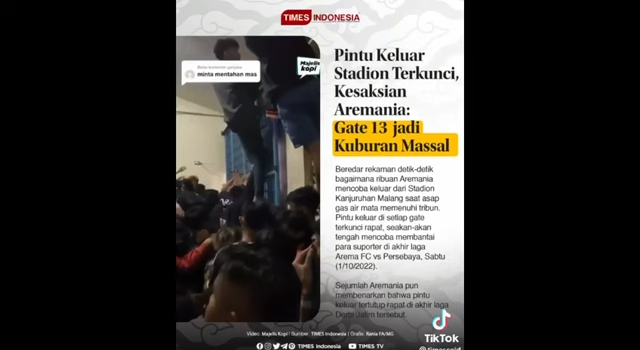 TIMES INDONESIA
minta mentahan mas
Majelis
kopi
Pintu Keluar
Stadion Terkunci,
Kesaksian
Aremania:
Gate 13 jadi
Kuburan Massal
Beredar rekaman detik-detik
bagaimana ribuan Aremania
mencoba keluar dari Stadion
Kanjuruhan Malang saat asap
gas air mata memenuhi tribun.
Pintu keluar di setiap gate
terkunci rapat, seakan-akan
tengah mencoba membantai
para suporter di akhir laga
Arema FC vs Persebaya, Sabtu
(1/10/2022).
Sejumlah Aremania pun
membenarkan bahwa pintu
keluar tertutup rapat di akhir laga
Derbi Jatim tersebut.
Video: Majelis Kopi | Sumber: TIMES Indonesia | Grafis: Rania FA/MG
TIMES Indonesia
TIMES TV
TikTok